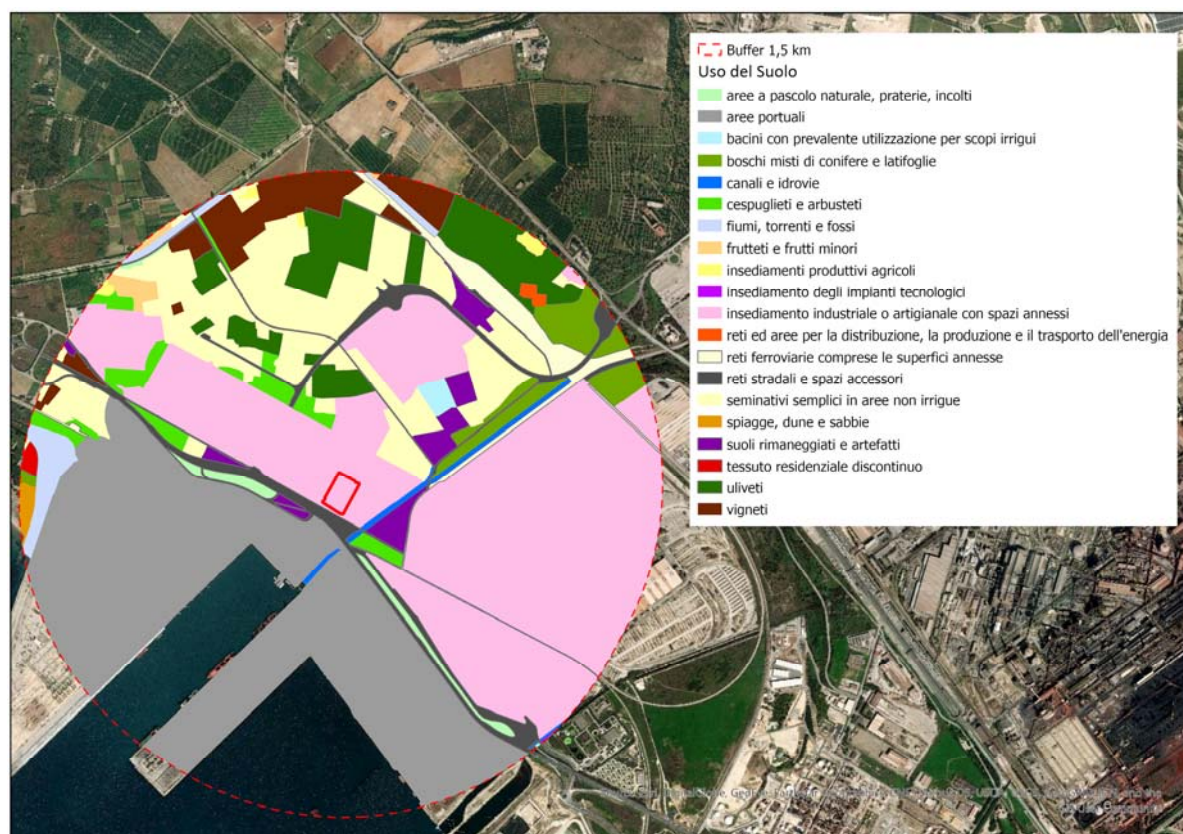 Buffer 1,5 km
Uso del Suolo
aree a pascolo naturale, praterie, incolti
aree portuali
bacini con prevalente utilizzazione per scopi irrigui
boschi misti di conifere e latifoglie
canali e idrovie
cespuglieti e arbusteti
fiumi, torrenti e fossi
frutteti e frutti minori
insediamenti produttivi agricoli
insediamento degli impianti tecnologici
insediamento industriale o artigianale con spazi annessi
reti ed aree per la distribuzione, la produzione e il trasporto dell'energia
reti ferroviarie comprese le superfici annesse
reti stradali e spazi accessori
seminativi semplici in aree non irrigue
spiagge, dune e sabbie
suoli rimaneggiati e artefatti
tessuto residenziale discontinuo
uliveti
vigneti